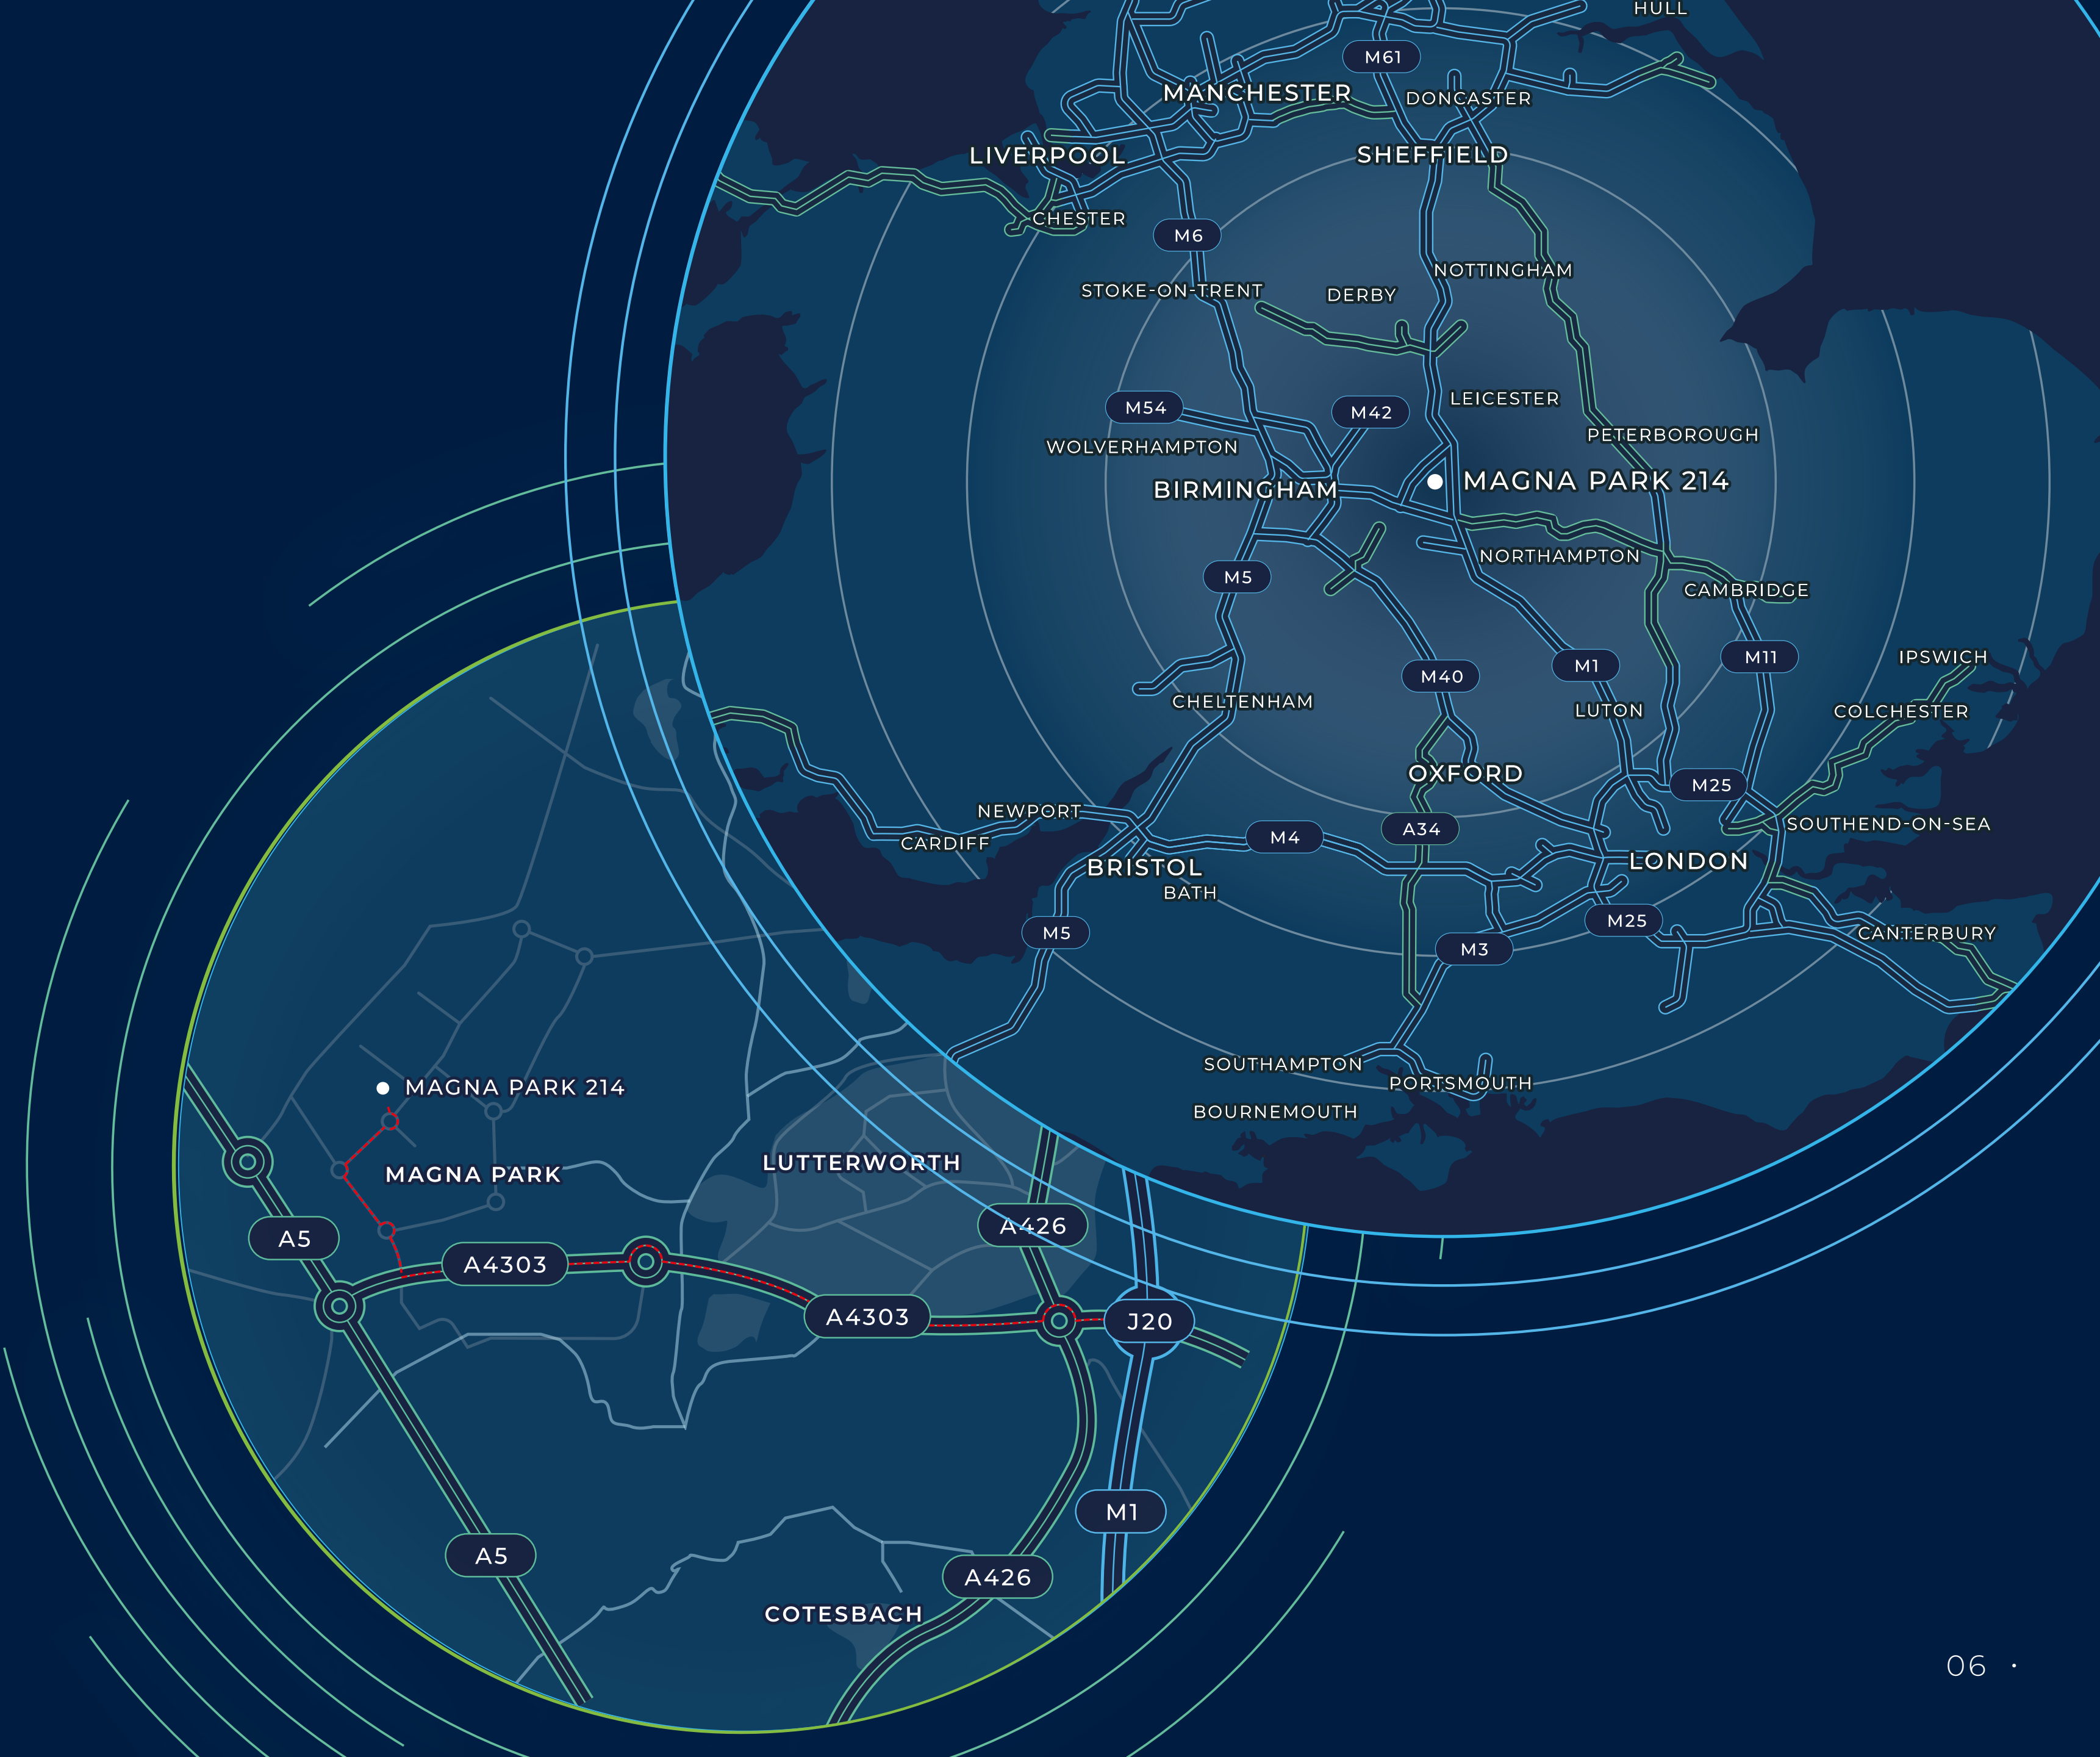 HULL
M61
MANCHESTER
DONCASTER
LIVERPOOL
SHEFFIELD
CHESTER
M6
NOTTINGHAM
STOKE-ON-TRENT
DERBY
LEICESTER
M54
M42
PETERBOROUGH
WOLVERHAMPTON
MAGNA PARK 214
BIRMINGHAM
NORTHAMPTON
M5
CAMBRIDGE
IPSWICH
M11
M1
M40
CHELTENHAM
LUTON
COLCHESTER
OXFORD
M25
NEWPORT
SOUTHEND-ON-SEA
A34
M4
CARDIFF
LONDON
BRISTOL
BATH
M25
M5
CANTERBURY
M3
SOUTHAMPTON
PORTSMOUTH
BOURNEMOUTH
MAGNA PARK 214
LUTTERWORTH
MAGNA PARK
A426
A5
A4303
A4303
J20
M1
A5
A426
COTESBACH
06 ·